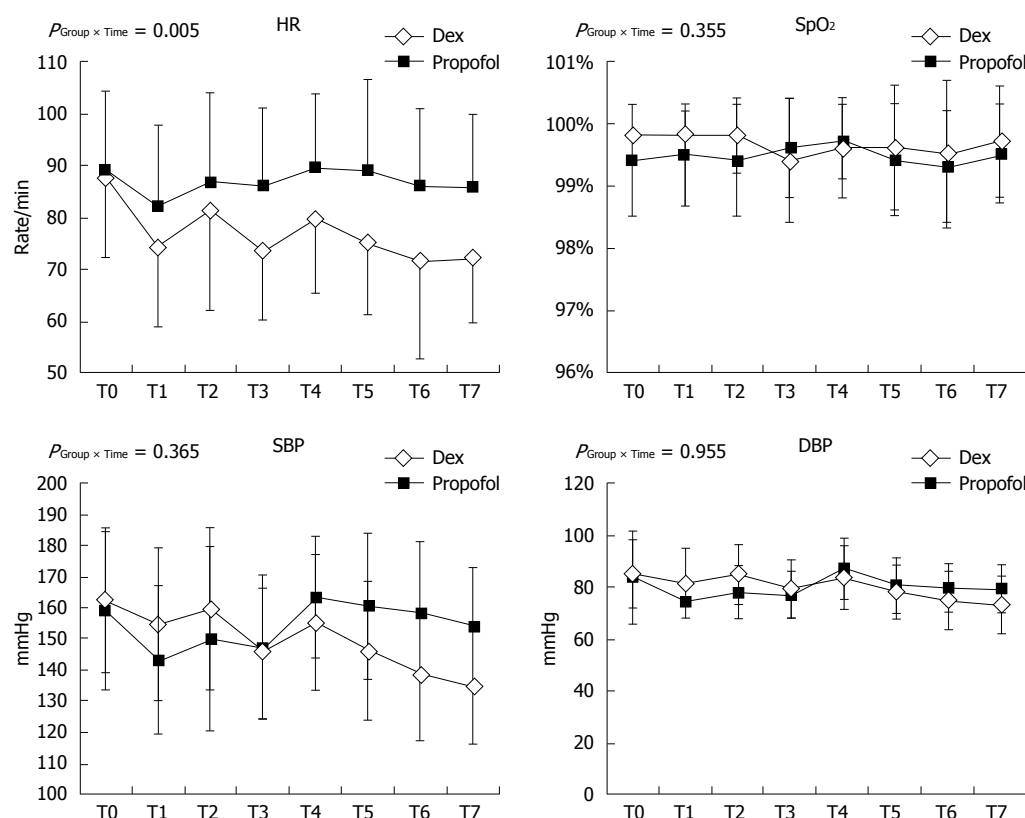 HR
P Group × Time = 0.005
Dex
Propofol
110
100
90
80
70
60
50
Rate/min
T0 T1 T2 T3 T4 T5 T6 T7
SpO₂
P Group × Time = 0.355
Dex
Propofol
101%
100%
99%
98%
97%
96%
T0 T1 T2 T3 T4 T5 T6 T7
SBP
P Group × Time = 0.365
Dex
Propofol
200
190
180
170
160
150
140
130
120
110
100
mmHg
T0 T1 T2 T3 T4 T5 T6 T7
DBP
P Group × Time = 0.955
Dex
Propofol
120
100
80
60
40
20
0
mmHg
T0 T1 T2 T3 T4 T5 T6 T7